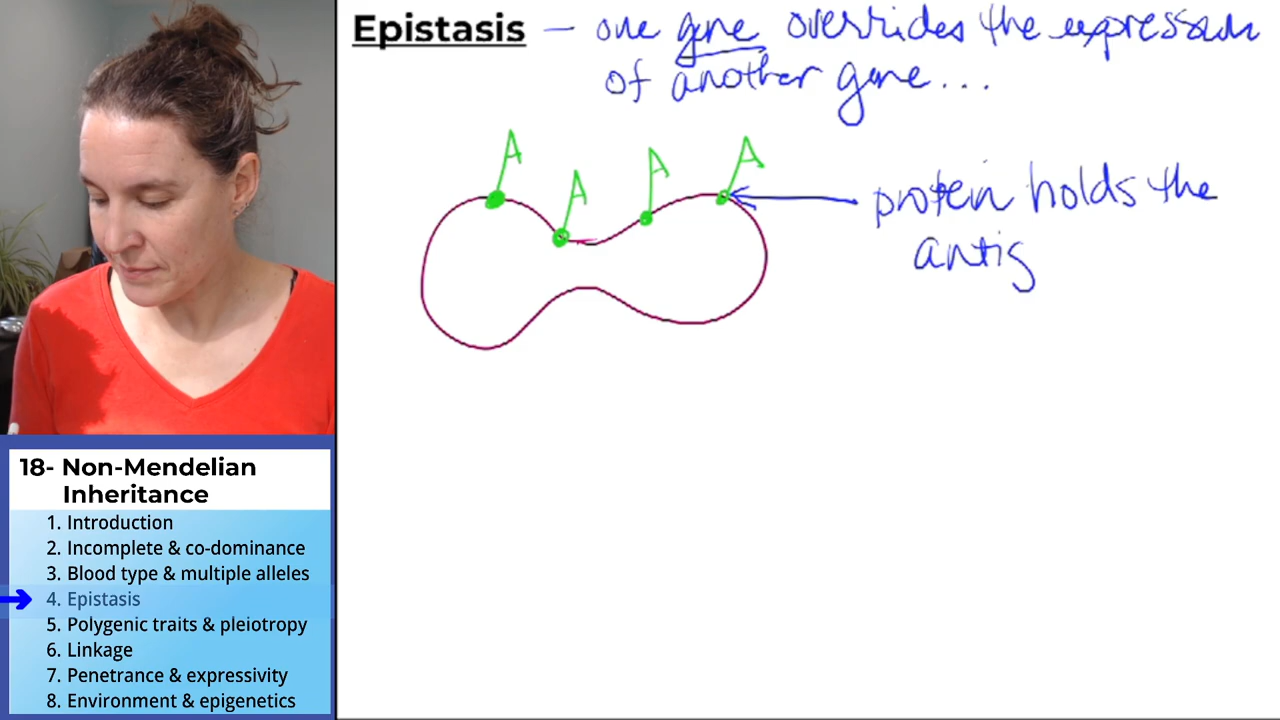 Epistasis — one gene overrides the expression
of another gene...
A
A
A
A
protein holds the
antig
18- Non-Mendelian
Inheritance
1. Introduction
2. Incomplete & co-dominance
3. Blood type & multiple alleles
4. Epistasis
5. Polygenic traits & pleiotropy
6. Linkage
7. Penetrance & expressivity
8. Environment & epigenetics